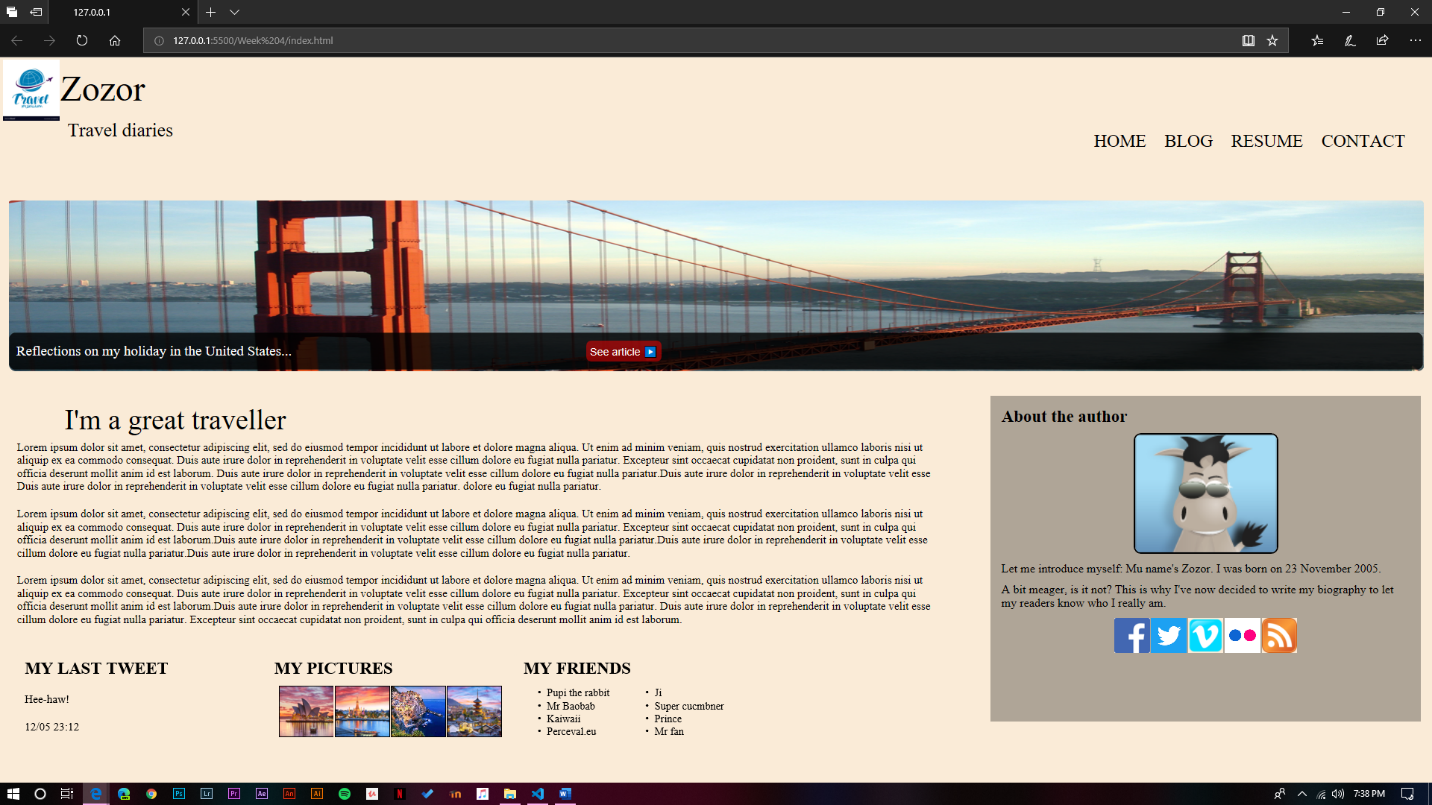 127.0.0.1
127.0.0.1:5500/Week%204/index.html
Travel
Zozor
Travel diaries
HOME BLOG RESUME CONTACT
Reflections on my holiday in the United States...
See article
I'm a great traveller
Lorem ipsum dolor sit amet, consectetur adipiscing elit, sed do eiusmod tempor incididunt ut labore et dolore magna aliqua. Ut enim ad minim veniam, quis nostrud exercitation ullamco laboris nisi ut
aliquip ex ea commodo consequat. Duis aute irure dolor in reprehenderit in voluptate velit esse cillum dolore eu fugiat nulla pariatur. Excepteur sint occaecat cupidatat non proident, sunt in culpa qui
officia deserunt mollit anim id est laborum. Duis aute irure dolor in reprehenderit in voluptate velit esse cillum dolore eu fugiat nulla pariatur.Duis aute irure dolor in reprehenderit in voluptate velit esse
Duis aute irure dolor in reprehenderit in voluptate velit esse cillum dolore eu fugiat nulla pariatur. dolore eu fugiat nulla pariatur.
Lorem ipsum dolor sit amet, consectetur adipiscing elit, sed do eiusmod tempor incididunt ut labore et dolore magna aliqua. Ut enim ad minim veniam, quis nostrud exercitation ullamco laboris nisi ut
aliquip ex ea commodo consequat. Duis aute irure dolor in reprehenderit in voluptate velit esse cillum dolore eu fugiat nulla pariatur. Excepteur sint occaecat cupidatat non proident, sunt in culpa qui
officia deserunt mollit anim id est laborum.Duis aute irure dolor in reprehenderit in voluptate velit esse cillum dolore eu fugiat nulla pariatur.Duis aute irure dolor in reprehenderit in voluptate velit esse
cillum dolore eu fugiat nulla pariatur.Duis aute irure dolor in reprehenderit in voluptate velit esse cillum dolore eu fugiat nulla pariatur.
Lorem ipsum dolor sit amet, consectetur adipiscing elit, sed do eiusmod tempor incididunt ut labore et dolore magna aliqua. Ut enim ad minim veniam, quis nostrud exercitation ullamco laboris nisi ut
aliquip ex ea commodo consequat. Duis aute irure dolor in reprehenderit in voluptate velit esse cillum dolore eu fugiat nulla pariatur. Excepteur sint occaecat cupidatat non proident, sunt in culpa qui
officia deserunt mollit anim id est laborum.Duis aute irure dolor in reprehenderit in voluptate velit esse cillum dolore eu fugiat nulla pariatur. Duis aute irure dolor in reprehenderit in voluptate velit esse
cillum dolore eu fugiat nulla pariatur. Excepteur sint occaecat cupidatat non proident, sunt in culpa qui officia deserunt mollit anim id est laborum.
About the author
Let me introduce myself: Mu name's Zozor. I was born on 23 November 2005.
A bit meager, is it not? This is why I've now decided to write my biography to let
my readers know who I really am.
MY LAST TWEET
Hee-haw!
12/05 23:12
MY PICTURES
MY FRIENDS
Pupi the rabbit
Mr Baobab
Kaiwaii
Perceval.eu
Ji
Super cucmbner
Prince
Mr fan
Ps Lr Pr Ae An Ai
7:38 PM